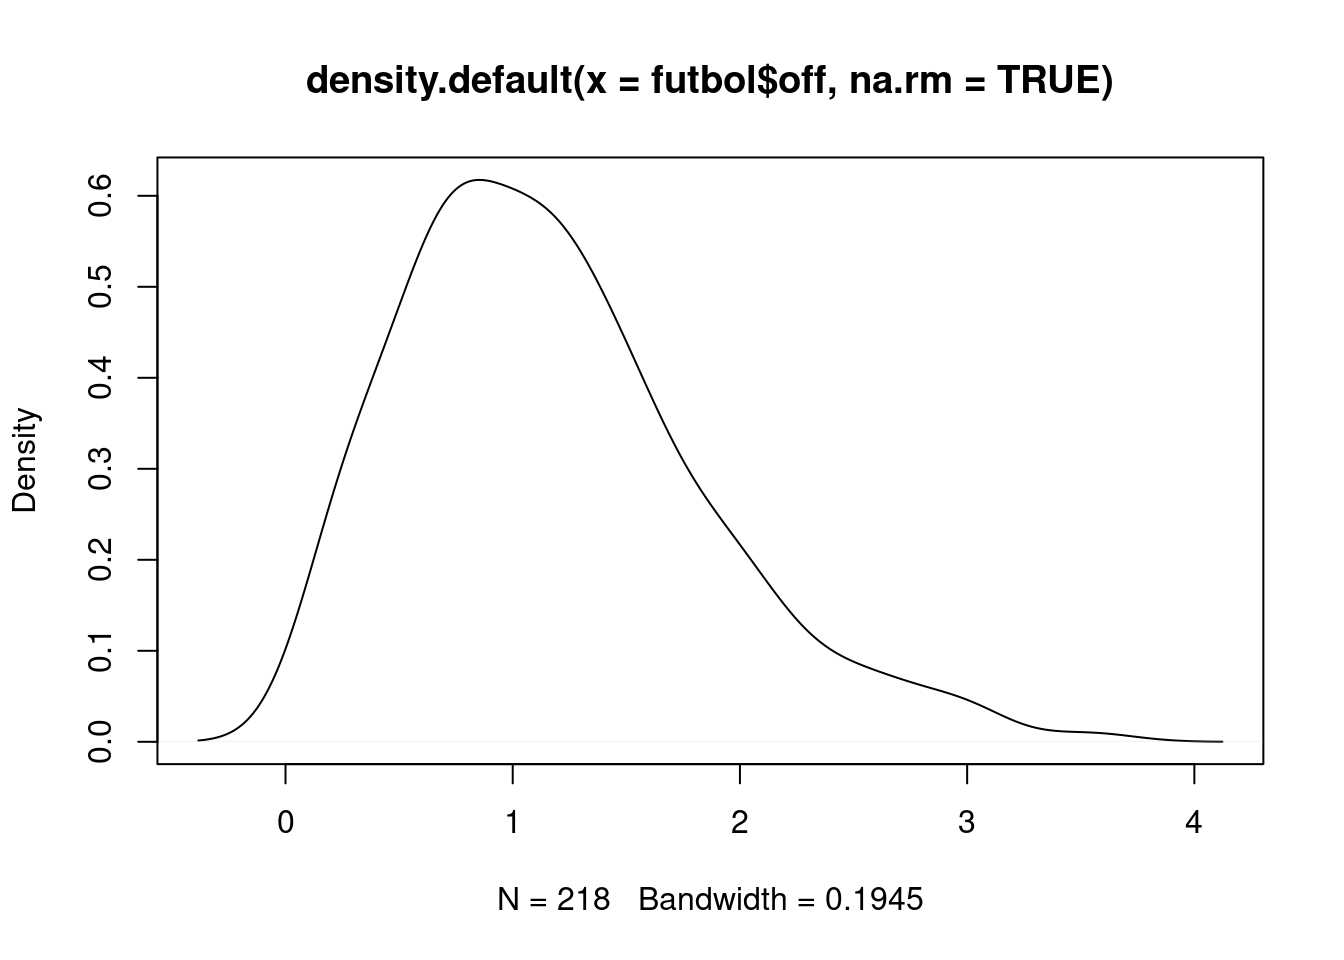 density.default(x = futbol$off, na.rm = TRUE)
Density
0.6
0.5
0.4
0.3
0.2
0.1
0.0
0 1 2 3 4
N = 218 Bandwidth = 0.1945